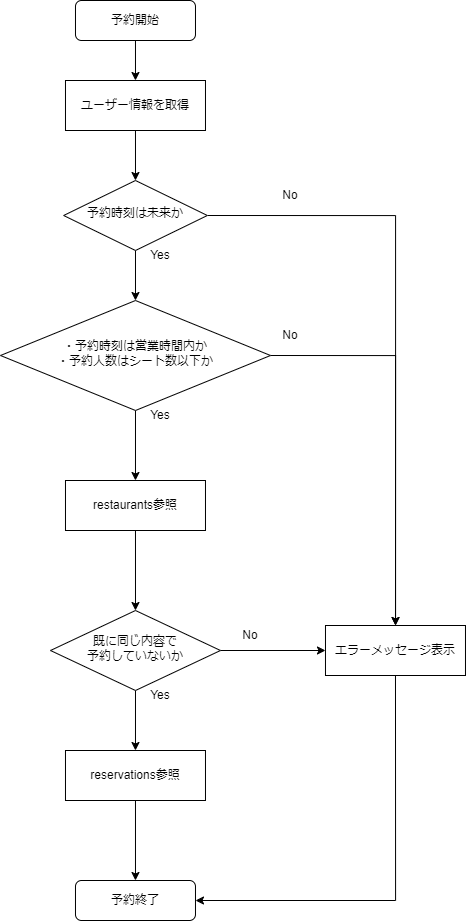 予約開始
ユーザー情報を取得
予約時刻は未来か
No
Yes
・予約時刻は営業時間内か
・予約人数はシート数以下か
No
Yes
restaurants参照
既に同じ内容で
予約していないか
No
エラーメッセージ表示
Yes
reservations参照
予約終了